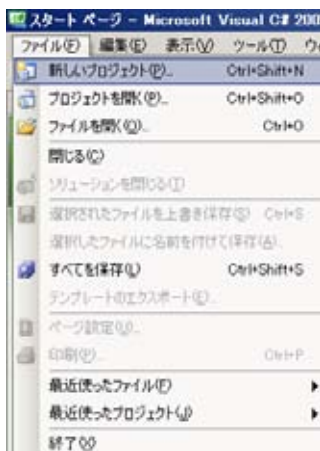 スタート ページ - Microsoft Visual C# 200
ファイル(F) 編集(E) 表示(V) ツール(T) ウ
新しいプロジェクト(P)... Ctrl+Shift+N
プロジェクトを開く(P)... Ctrl+Shift+O
ファイルを開く(O)... Ctrl+O
閉じる(C)
ソリューションを閉じる(T)
選択されたファイルを上書き保存(S) Ctrl+S
選択したファイルに名前を付けて保存(A)...
すべてを保存(L) Ctrl+Shift+S
テンプレートのエクスポート(E)...
ページ設定(U)...
印刷(P)... Ctrl+P
最近使ったファイル(F)
最近使ったプロジェクト(J)
終了(X)